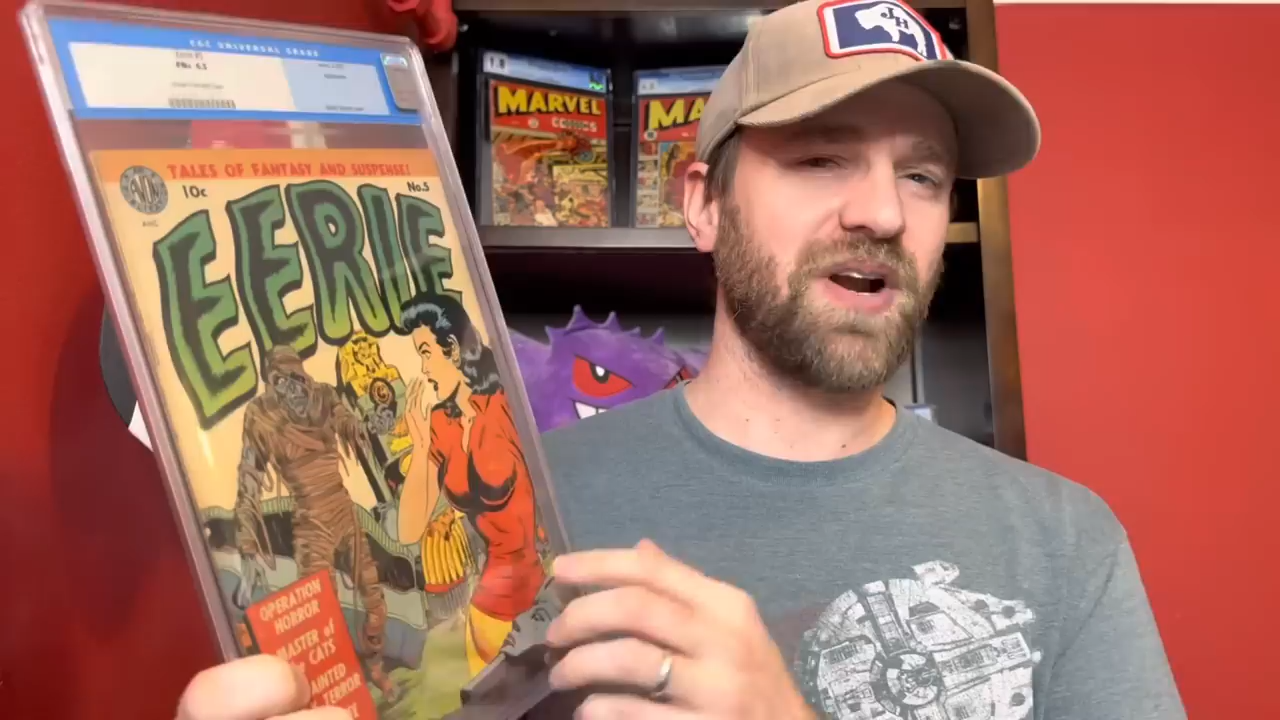 CGC UNIVERSAL GRADE
TALES OF FANTASY AND SUSPENSE!
AVON
10c
No.5
EERIE
OPERATION
HORROR
MASTER of
CATS
TERROR
MARVEL
COMICS
MA
JH